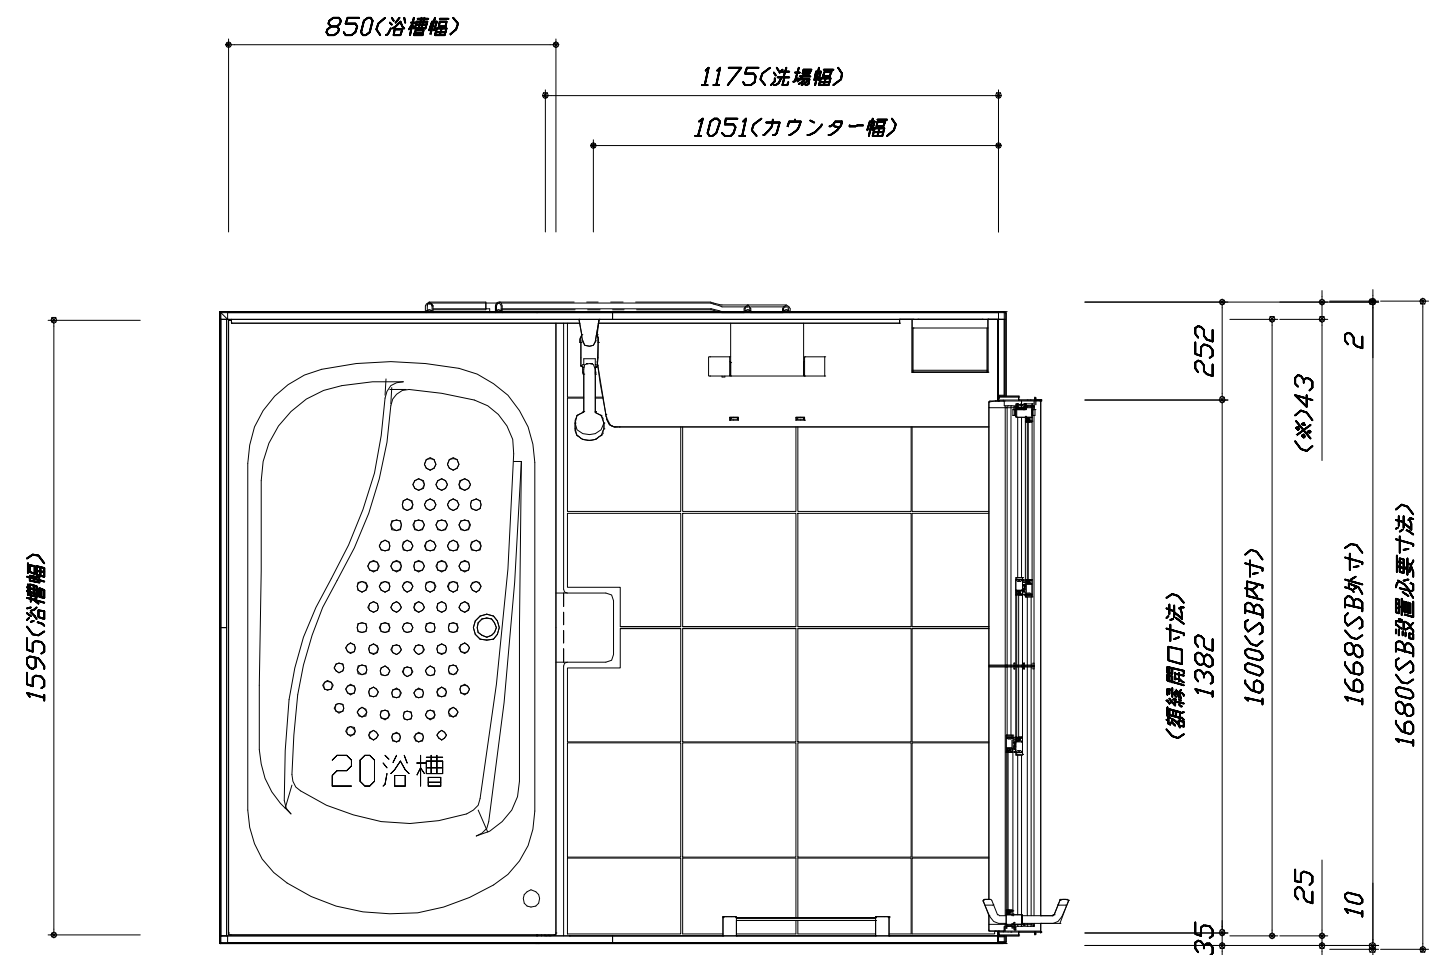 850(浴槽幅)
1175(洗場幅)
1051(カウンター幅)
252
2
(※)43
1595(浴槽幅)
(額縁開口寸法)
1382
1600(SB内寸)
1668(SB外寸)
1680(SB設置必要寸法)
20浴槽
25
10
35